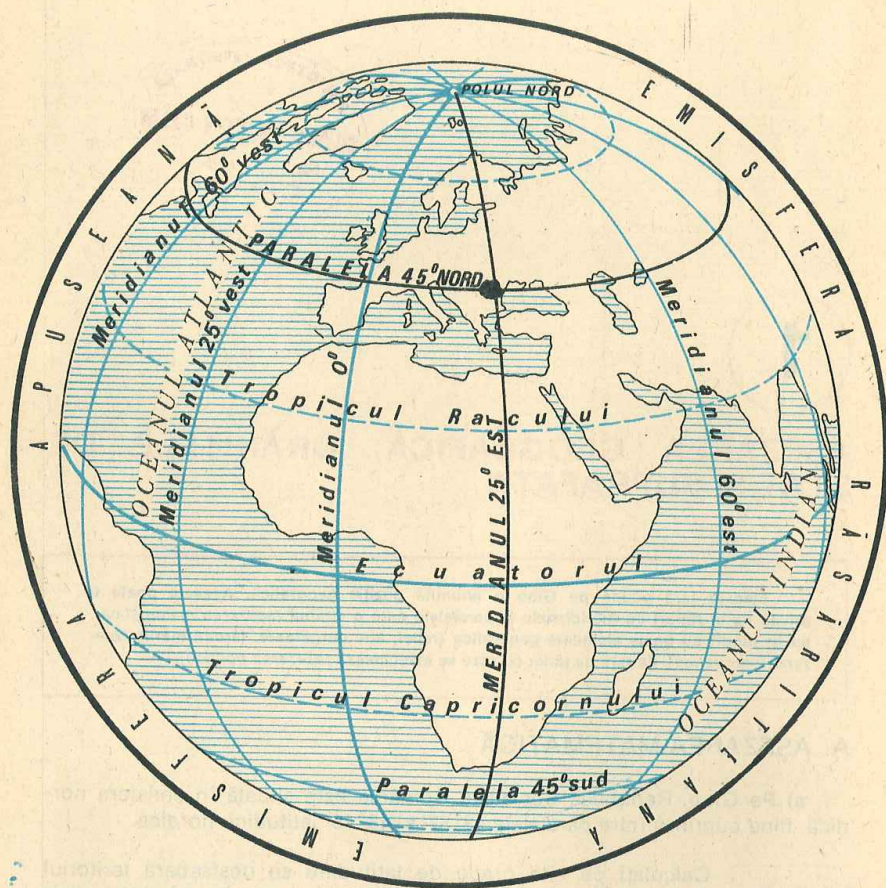 EMISFERA APUSEANĂ
EMISFERA RĂSĂRITEANĂ
POLUL NORD
Meridianul 60° vest
OCEANUL ATLANTIC
Meridianul 25° vest
PARALELA 45° NORD
Meridianul 0°
MERIDIANUL 25° EST
Meridianul 60° est
Tropicul Racului
Ecuatorul
OCEANUL INDIAN
Tropicul Capricornului
Paralela 45° sud